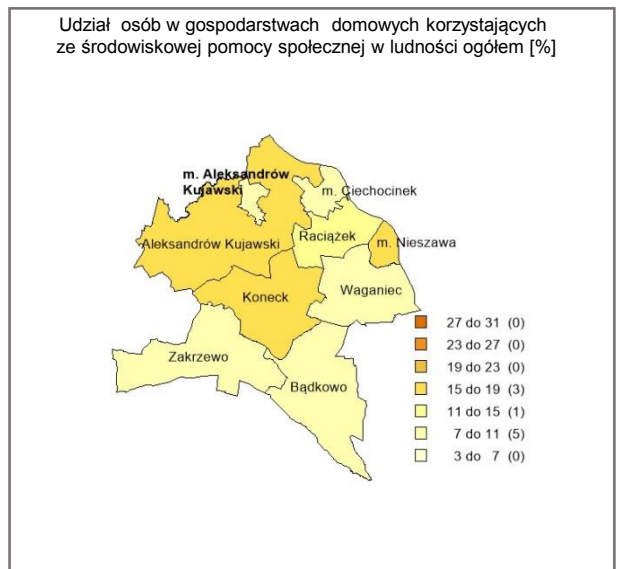 Udział osób w gospodarstwach domowych korzystających
ze środowiskowej pomocy społecznej w ludności ogółem [%]
m. Aleksandrów
Kujawski
m. Ciechocinek
Raciążek
m. Nieszawa
Aleksandrów Kujawski
Koneck
Waganiec
Zakrzewo
Bądkowo
27 do 31 (0)
23 do 27 (0)
19 do 23 (0)
15 do 19 (3)
11 do 15 (1)
7 do 11 (5)
3 do 7 (0)